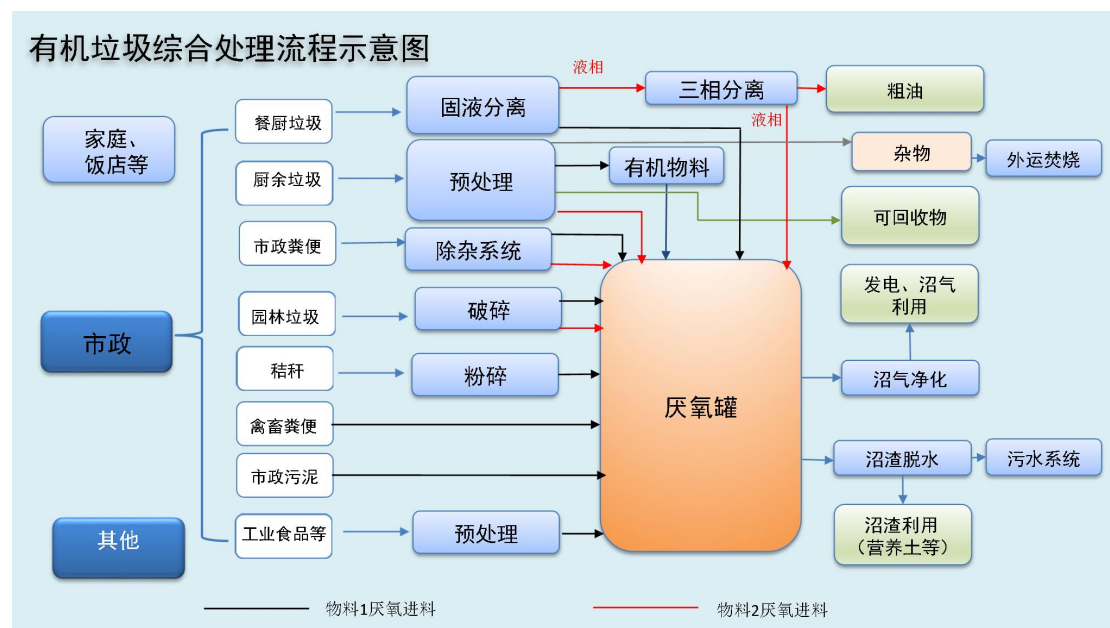 有机垃圾综合处理流程示意图
家庭、
饭店等
市政
其他
餐厨垃圾
厨余垃圾
市政粪便
园林垃圾
秸秆
禽畜粪便
市政污泥
工业食品等
固液分离
预处理
除杂系统
破碎
粉碎
预处理
液相
三相分离
液相
粗油
有机物料
杂物
外运焚烧
可回收物
厌氧罐
发电、沼气
利用
沼气净化
沼渣脱水
污水系统
沼渣利用
（营养土等）
物料1厌氧进料
物料2厌氧进料